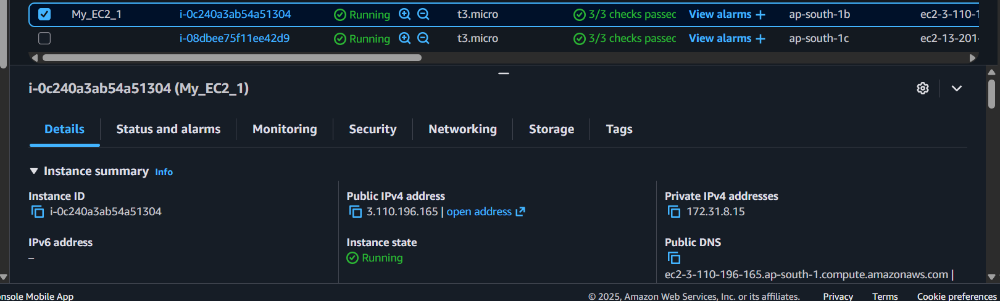 My_EC2_1 i-0c240a3ab54a51304 Running t3.micro 3/3 checks passec View alarms + ap-south-1b ec2-3-110-1
i-08dbee75f11ee42d9 Running t3.micro 3/3 checks passec View alarms + ap-south-1c ec2-13-201-
i-0c240a3ab54a51304 (My_EC2_1)
Details Status and alarms Monitoring Security Networking Storage Tags
Instance summary Info
Instance ID Public IPv4 address Private IPv4 addresses
i-0c240a3ab54a51304 3.110.196.165 | open address 172.31.8.15
IPv6 address Instance state Public DNS
– Running
ec2-3-110-196-165.ap-south-1.compute.amazonaws.com |
onsole Mobile App © 2025, Amazon Web Services, Inc. or its affiliates. Privacy Terms Cookie preferences